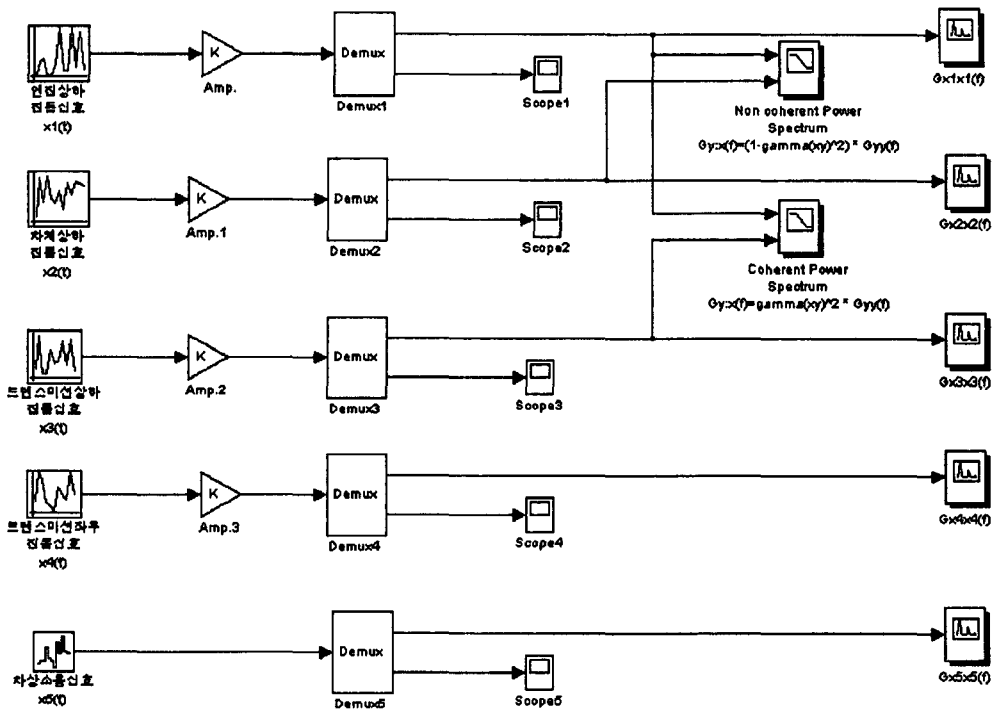 K
Amp.
Demux
Demux1
Scope1
Gx1x1(f)
엔진상하
진동신호
x1(t)
Non coherent Power
Spectrum
Gy:x(f)=(1-gamma(xy)^2) * Gyy(f)
K
Amp.1
Demux
Demux2
Scope2
Gx2x2(f)
차체상하
진동신호
x2(t)
Coherent Power
Spectrum
Gy:x(f)=gamma(xy)^2 * Gyy(f)
K
Amp.2
Demux
Demux3
Scope3
Gx3x3(f)
트랜스미션상하
진동신호
x3(t)
K
Amp.3
Demux
Demux4
Scope4
Gx4x4(f)
트랜스미션좌우
진동신호
x4(t)
Demux
Demux5
Scope5
Gx5x5(f)
차상소음신호
x5(t)